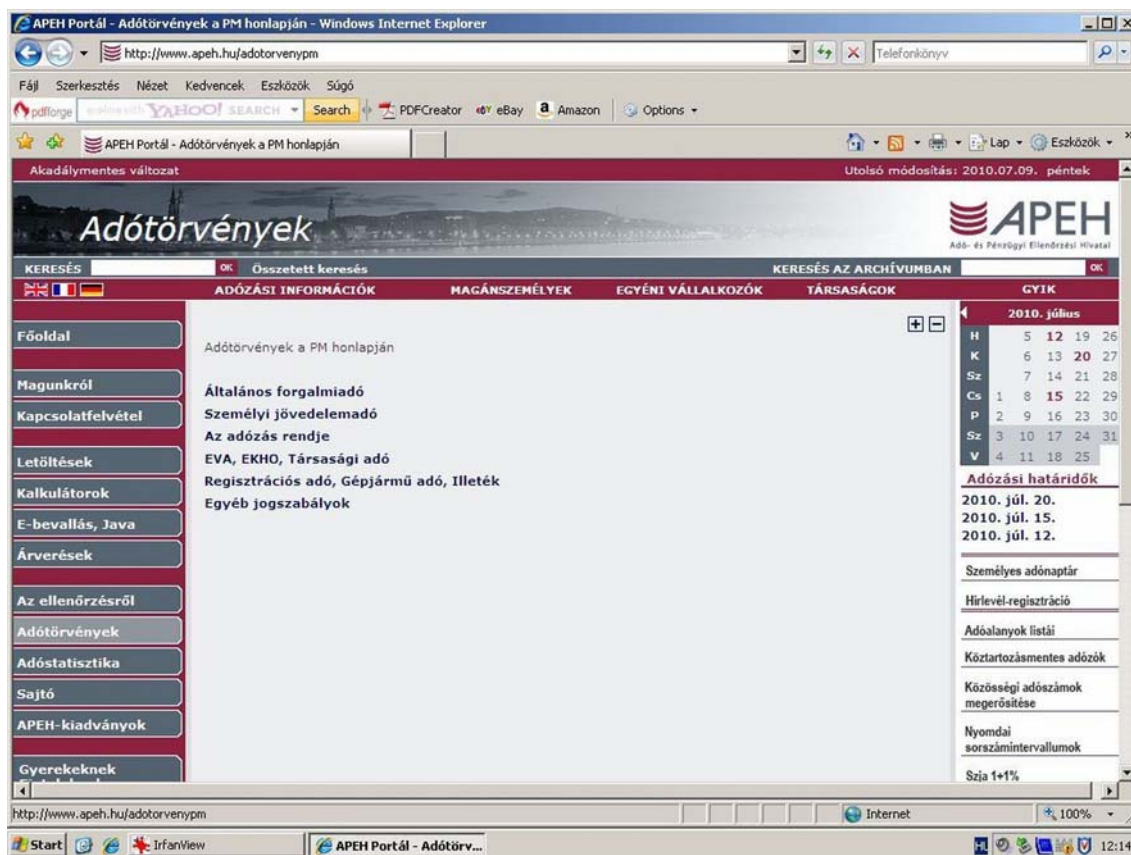 APEH Portál - Adótörvények a PM honlapján - Windows Internet Explorer
http://www.apeh.hu/adotorvenypm
Telefonkönyv
Fájl Szerkesztés Nézet Kedvencek Eszközök Súgó
pdfforge YAHOO! SEARCH Search PDFCreator eBay Amazon Options
APEH Portál - Adótörvények a PM honlapján
Lap Eszközök
Akadálymentes változat
Utolsó módosítás: 2010.07.09. péntek
Adótörvények
APEH
Adó- és Pénzügyi Ellenőrzési Hivatal
KERESÉS OK Összetett keresés KERESÉS AZ ARCHÍVUMBAN OK
ADÓZÁSI INFORMÁCIÓK MAGÁNSZEMÉLYEK EGYÉNI VÁLLALKOZÓK TÁRSASÁGOK GYIK
Főoldal
Magunkról
Kapcsolatfelvétel
Letöltések
Kalkulátorok
E-bevallás, Java
Árverések
Az ellenőrzésről
Adótörvények
Adóstatisztika
Sajtó
APEH-kiadványok
Gyerekeknek
Adótörvények a PM honlapján
Általános forgalmiadó
Személyi jövedelemadó
Az adózás rendje
EVA, EKHO, Társasági adó
Regisztrációs adó, Gépjármű adó, Illeték
Egyéb jogszabályok
2010. július
H 5 12 19 26
K 6 13 20 27
Sz 7 14 21 28
Cs 1 8 15 22 29
P 2 9 16 23 30
Sz 3 10 17 24 31
V 4 11 18 25
Adózási határidők
2010. júl. 20.
2010. júl. 15.
2010. júl. 12.
Személyes adónaptár
Hírlevél-regisztráció
Adóalanyok listái
Köztartozásmentes adózók
Közösségi adószámok
megerősítése
Nyomdai
sorszámintervallumok
Szja 1+1%
http://www.apeh.hu/adotorvenypm
Internet
100%
Start
IrfanView
APEH Portál - Adótörv...
HU
12:14